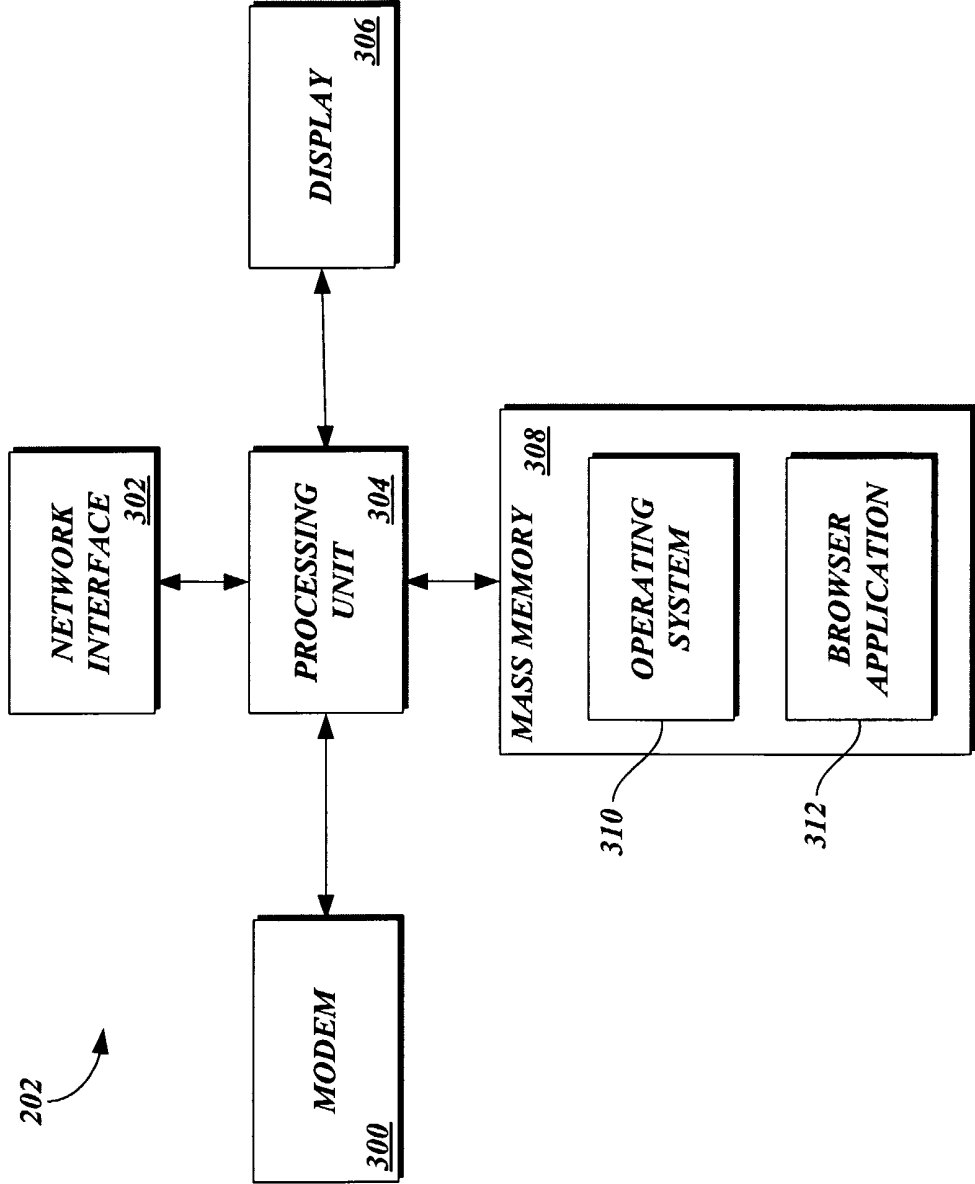 202
NETWORK
INTERFACE
302
MODEM
300
PROCESSING
UNIT
304
DISPLAY
306
MASS MEMORY
308
OPERATING
SYSTEM
310
BROWSER
APPLICATION
312